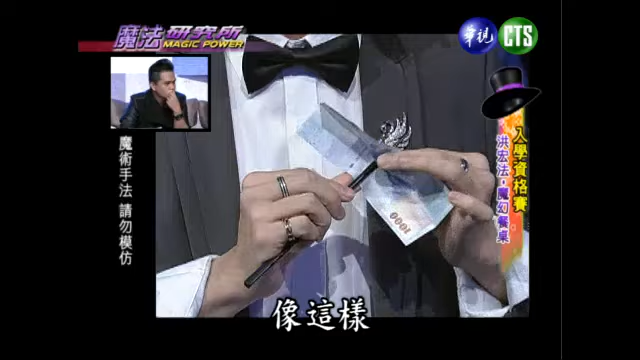 魔法研究所
MAGIC POWER
華視
CTS
入學資格賽
洪宏法·魔幻餐桌
魔術手法 請勿模仿
1000
像這樣